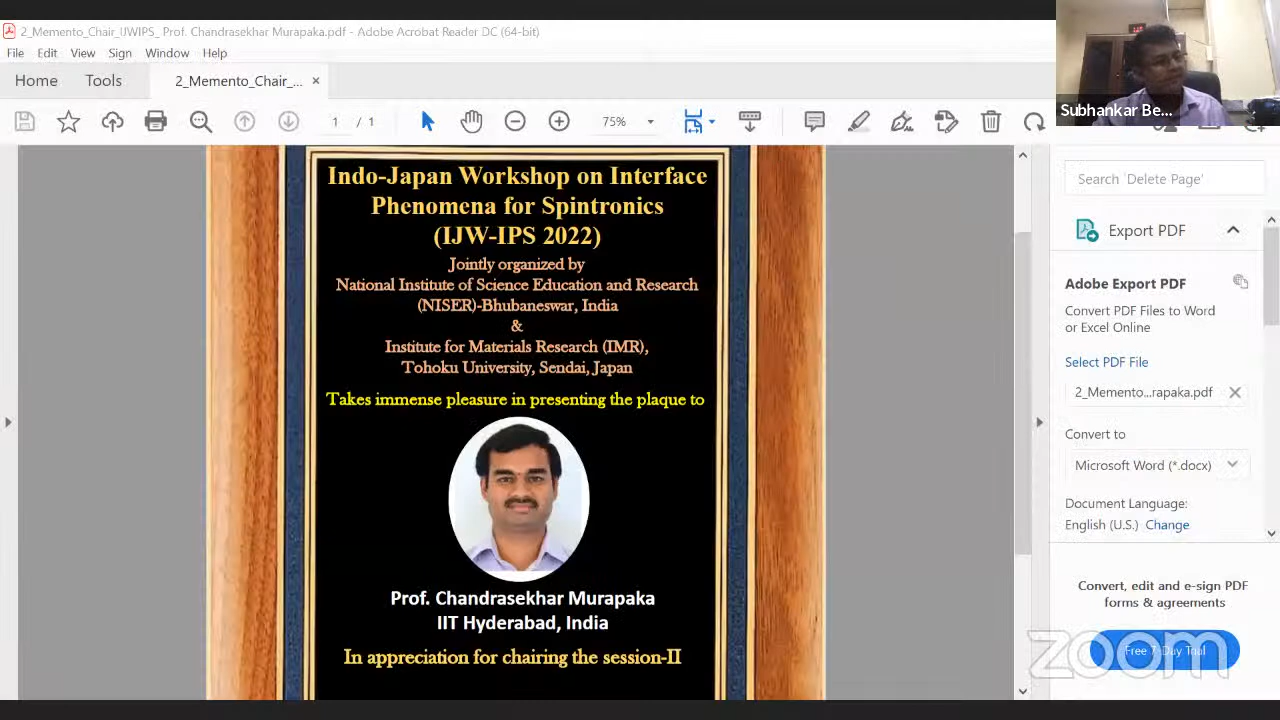 2_Memento_Chair_IJWIPS_ Prof. Chandrasekhar Murapaka.pdf - Adobe Acrobat Reader DC (64-bit)
File Edit View Sign Window Help
Home Tools 2_Memento_Chair_... ×
1 / 1 75%
Subhankar Be...
Indo-Japan Workshop on Interface
Phenomena for Spintronics
(IJW-IPS 2022)
Jointly organized by
National Institute of Science Education and Research
(NISER)-Bhubaneswar, India
&
Institute for Materials Research (IMR),
Tohoku University, Sendai, Japan
Takes immense pleasure in presenting the plaque to
Prof. Chandrasekhar Murapaka
IIT Hyderabad, India
In appreciation for chairing the session-II
Search 'Delete Page'
Export PDF
Adobe Export PDF
Convert PDF Files to Word
or Excel Online
Select PDF File
2_Memento...rapaka.pdf
Convert to
Microsoft Word (*.docx)
Document Language:
English (U.S.) Change
Convert, edit and e-sign PDF
forms & agreements
Free 7-Day Trial
zoom